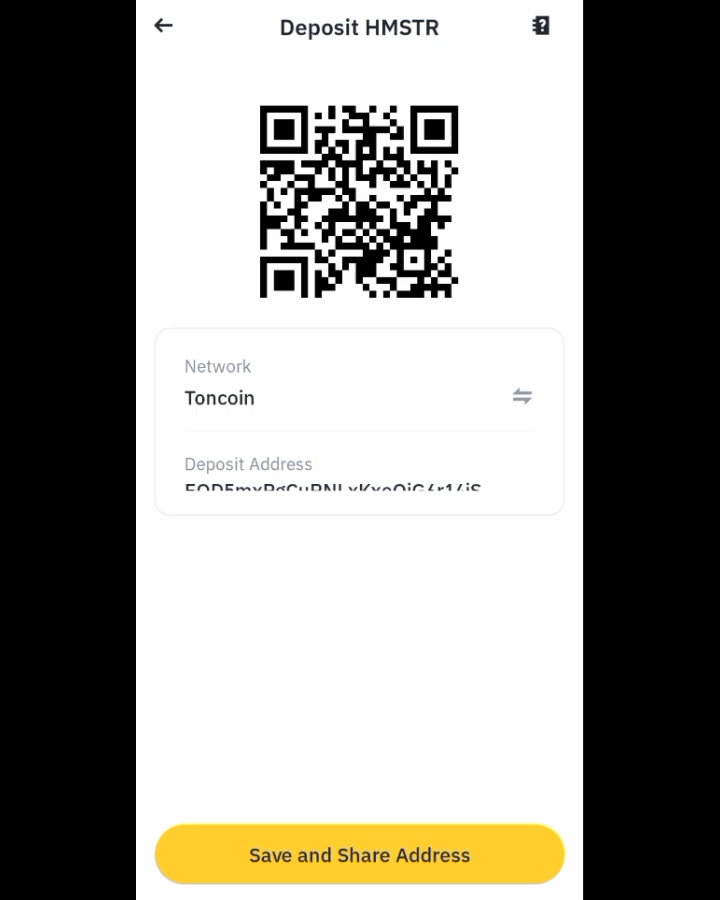 Deposit HMSTR
Network
Toncoin
Deposit Address
Save and Share Address